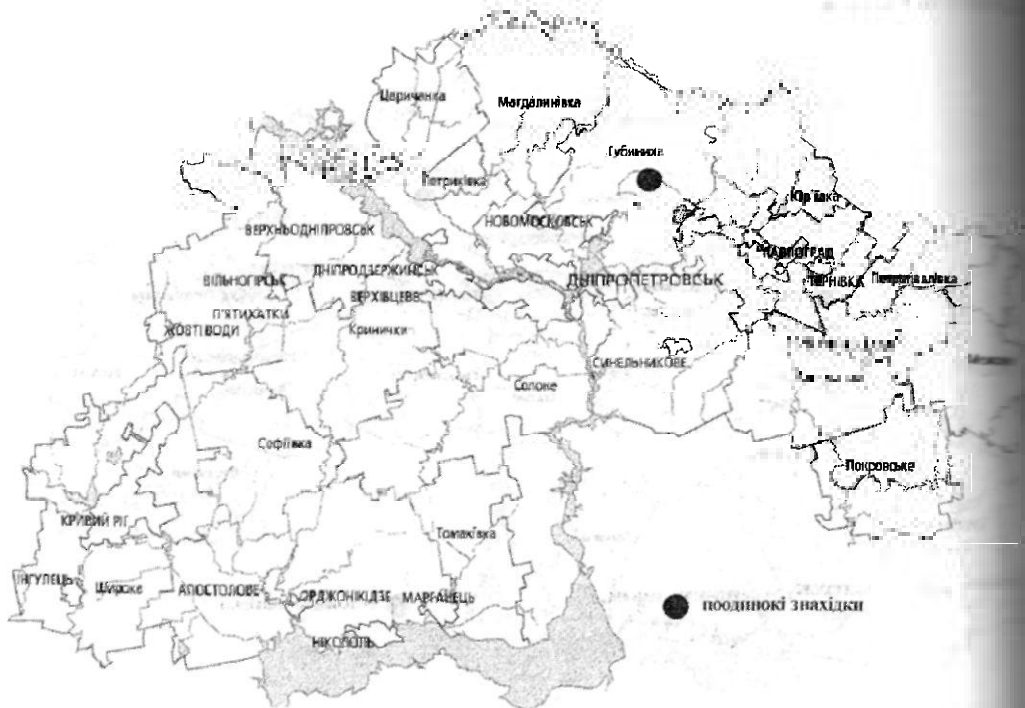 Царичанка
Магдалинівка
Губиниха
Петриківка
Юр'ївка
НОВОМОСКОВСЬК
ВЕРХНЬОДНІПРОВСЬК
ПАВЛОГРАД
ДНІПРОДЗЕРЖИНСЬК
ДНІПРОПЕТРОВСЬК
ВІЛЬНОГІРСЬК
ТЕРНІВКА
Петропавлівка
ВЕРХІВЦЕВЕ
П'ЯТИХАТКИ
ЖОВТІ ВОДИ
Кринички
СИНЕЛЬНИКОВЕ
Солоне
Софіївка
Покровське
КРИВИЙ РІГ
Томаківка
ІНГУЛЕЦЬ
Широке
АПОСТОЛОВЕ
ОРДЖОНІКІДЗЕ
МАРГАНЕЦЬ
поодинокі знахідки
НІКОПОЛЬ